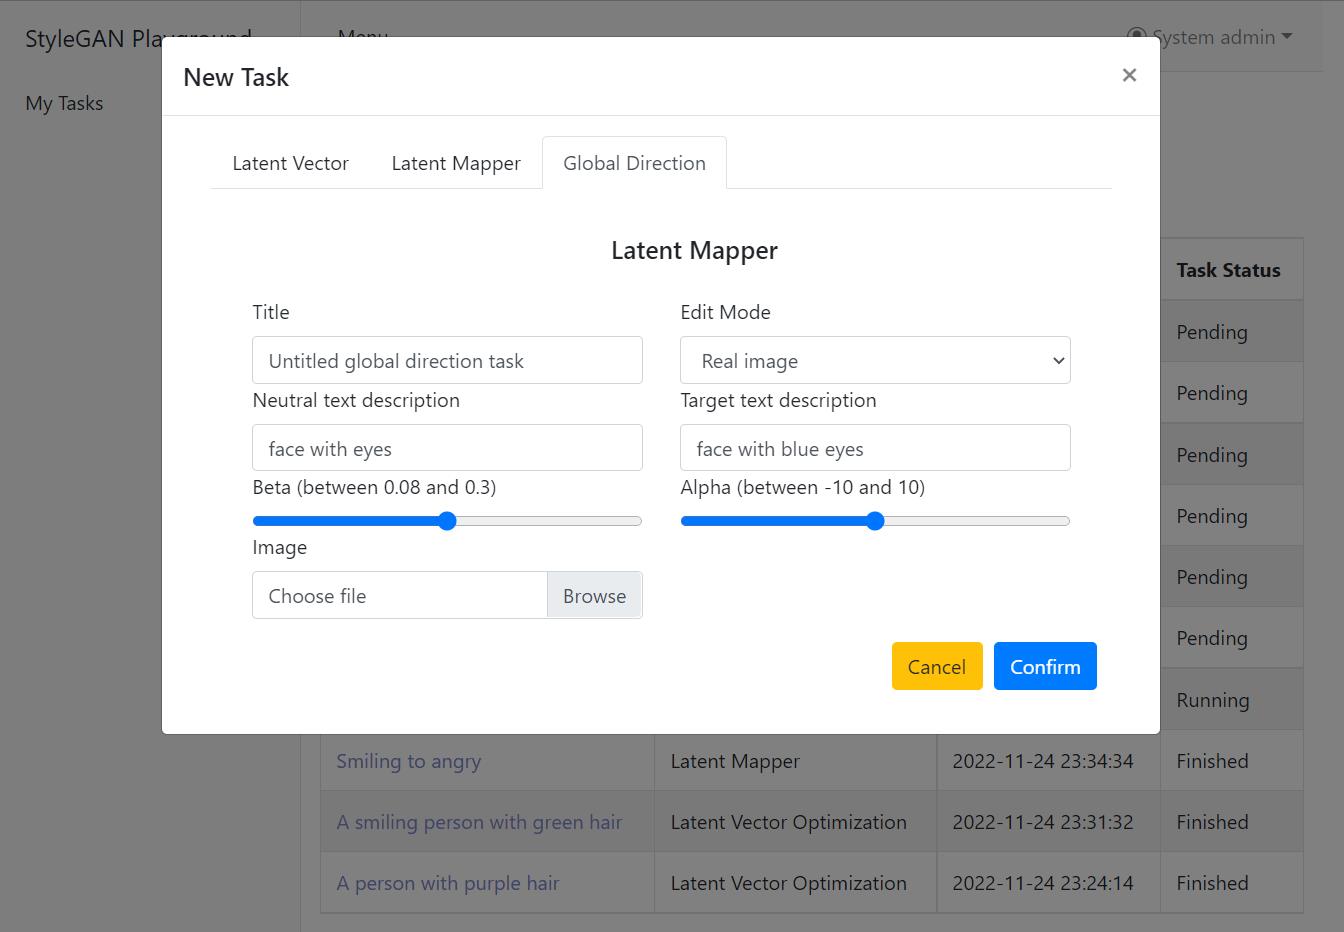 StyleGAN Playground
Menu
System admin
New Task
×
My Tasks
Latent Vector
Latent Mapper
Global Direction
Latent Mapper
Title
Edit Mode
Untitled global direction task
Real image
Neutral text description
Target text description
face with eyes
face with blue eyes
Beta (between 0.08 and 0.3)
Alpha (between -10 and 10)
Image
Choose file
Browse
Cancel
Confirm
Task Status
Pending
Pending
Pending
Pending
Pending
Pending
Running
Smiling to angry Latent Mapper 2022-11-24 23:34:34 Finished
A smiling person with green hair Latent Vector Optimization 2022-11-24 23:31:32 Finished
A person with purple hair Latent Vector Optimization 2022-11-24 23:24:14 Finished